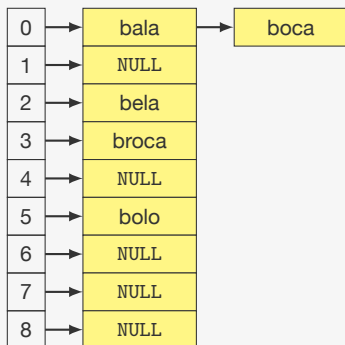 0 bala boca
1 NULL
2 bela
3 broca
4 NULL
5 bolo
6 NULL
7 NULL
8 NULL